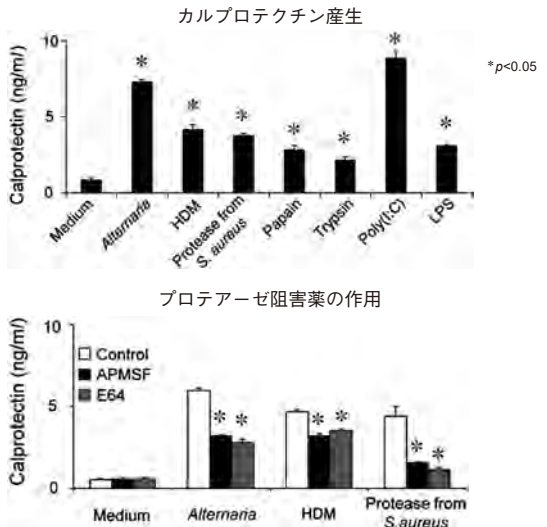 カルプロテクチン産生
Calprotectin (ng/ml)
10
5
0
*
*
*
*
*
*
*
*p<0.05
Medium
Alternaria
HDM
Protease from
S. aureus
Papain
Trypsin
Poly(I:C)
LPS
プロテアーゼ阻害薬の作用
Calprotectin (ng/ml)
10
5
0
Control
APMSF
E64
* *
* *
* *
Medium
Alternaria
HDM
Protease from
S.aureus